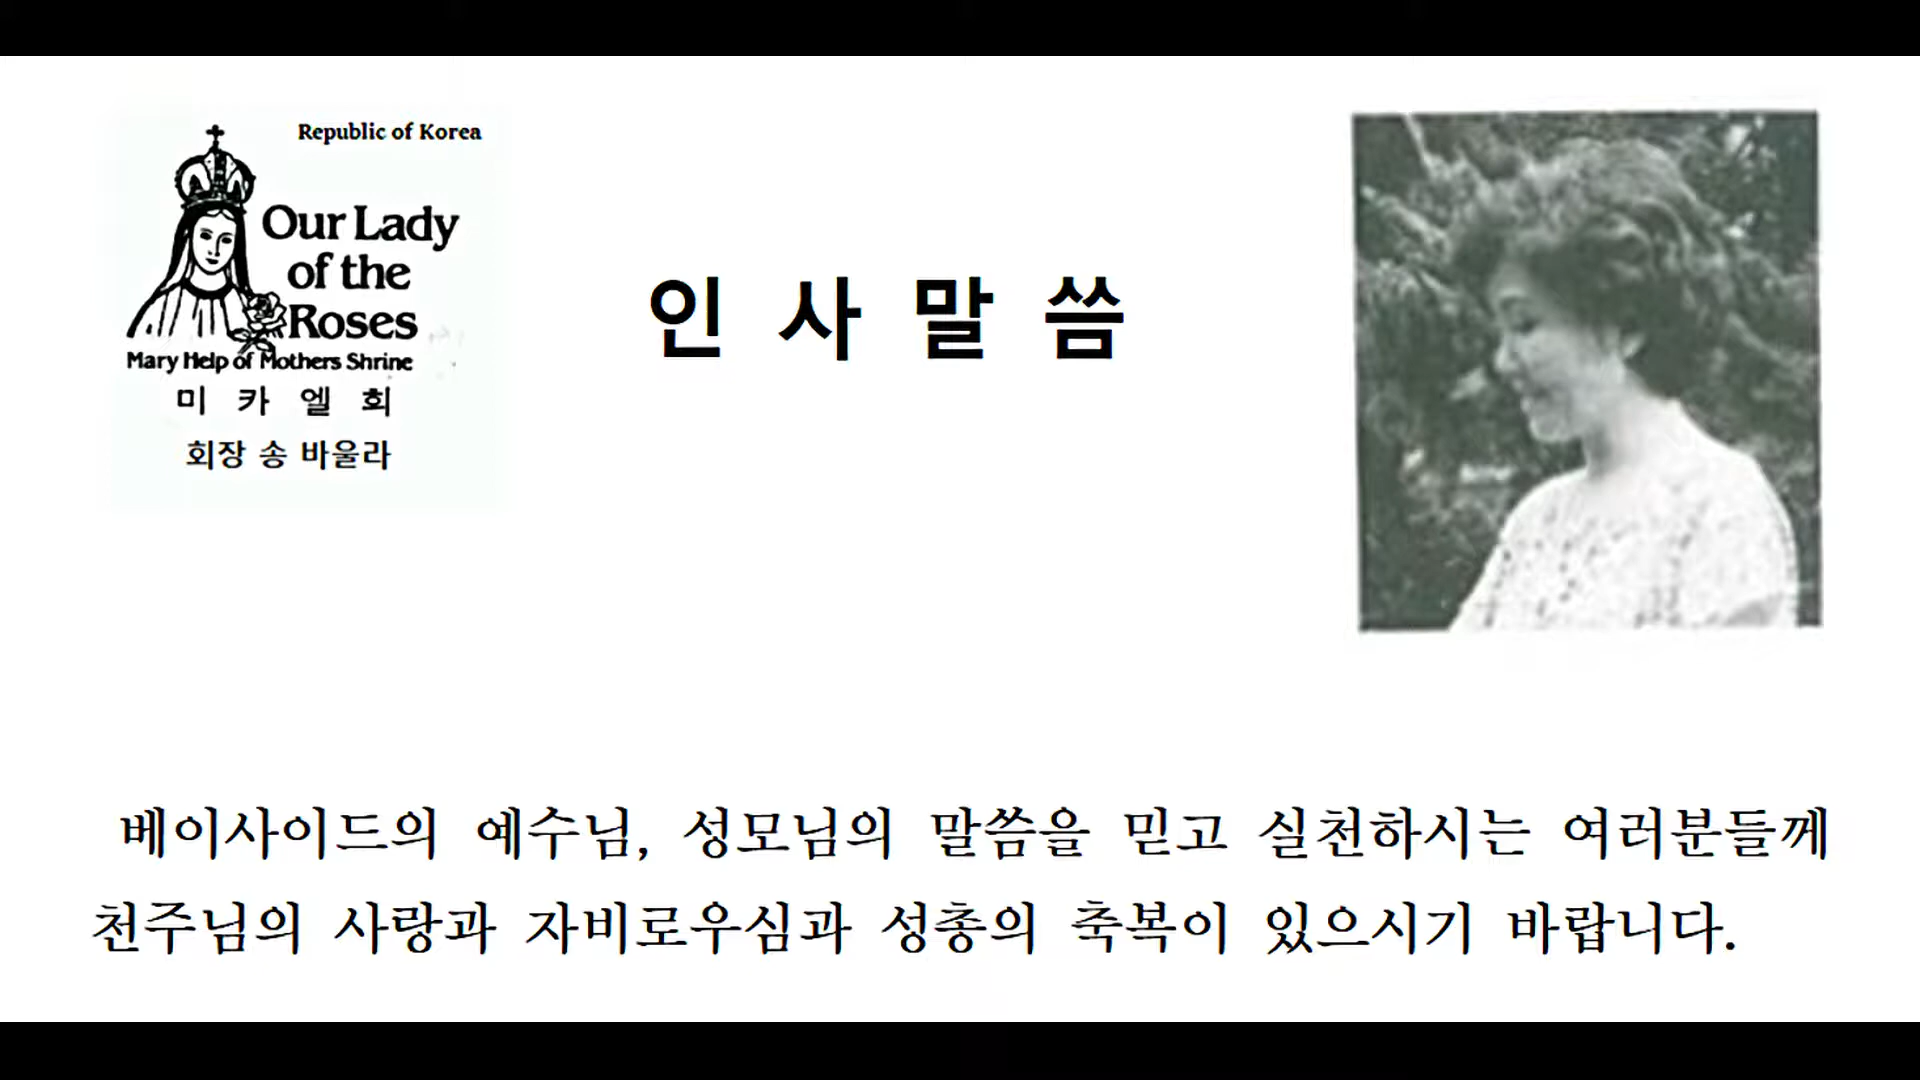 Republic of Korea
Our Lady
of the
Roses
Mary Help of Mothers Shrine
미 카 엘 회
회장 송 바울라
인 사 말 씀
베이사이드의 예수님, 성모님의 말씀을 믿고 실천하시는 여러분들께
천주님의 사랑과 자비로우심과 성총의 축복이 있으시기 바랍니다.